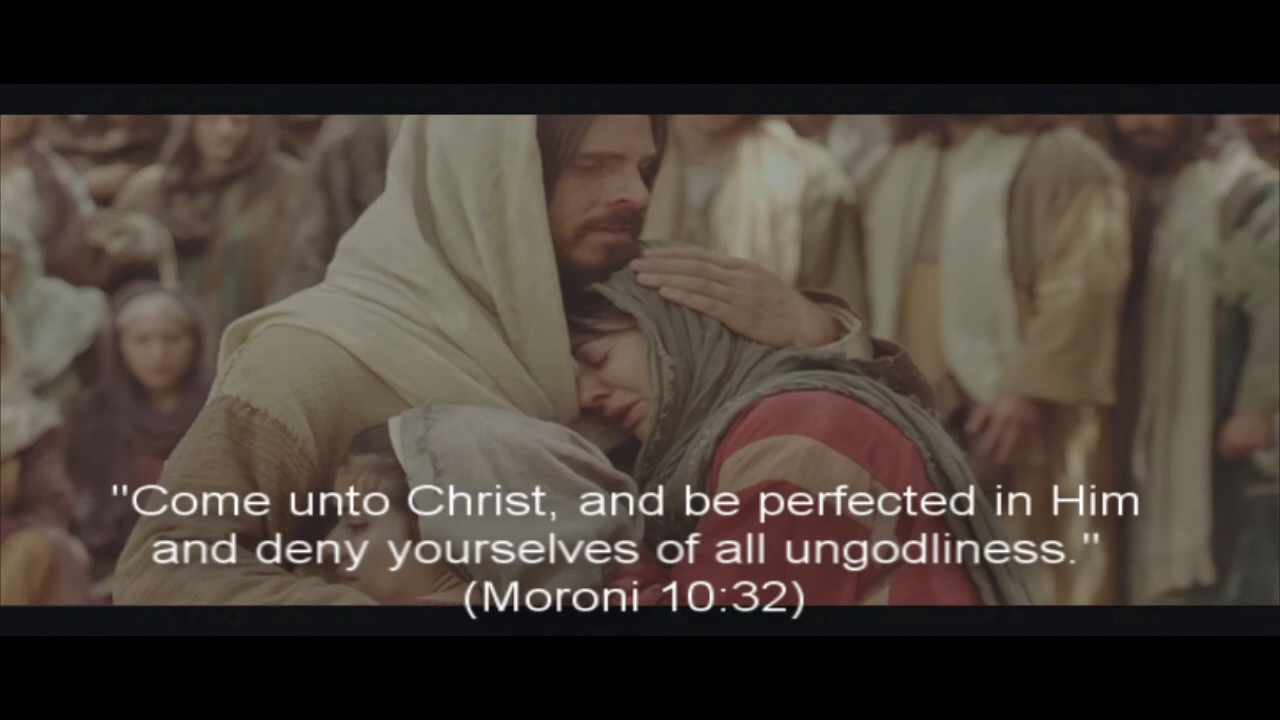 "Come unto Christ, and be perfected in Him
and deny yourselves of all ungodliness."
(Moroni 10:32)